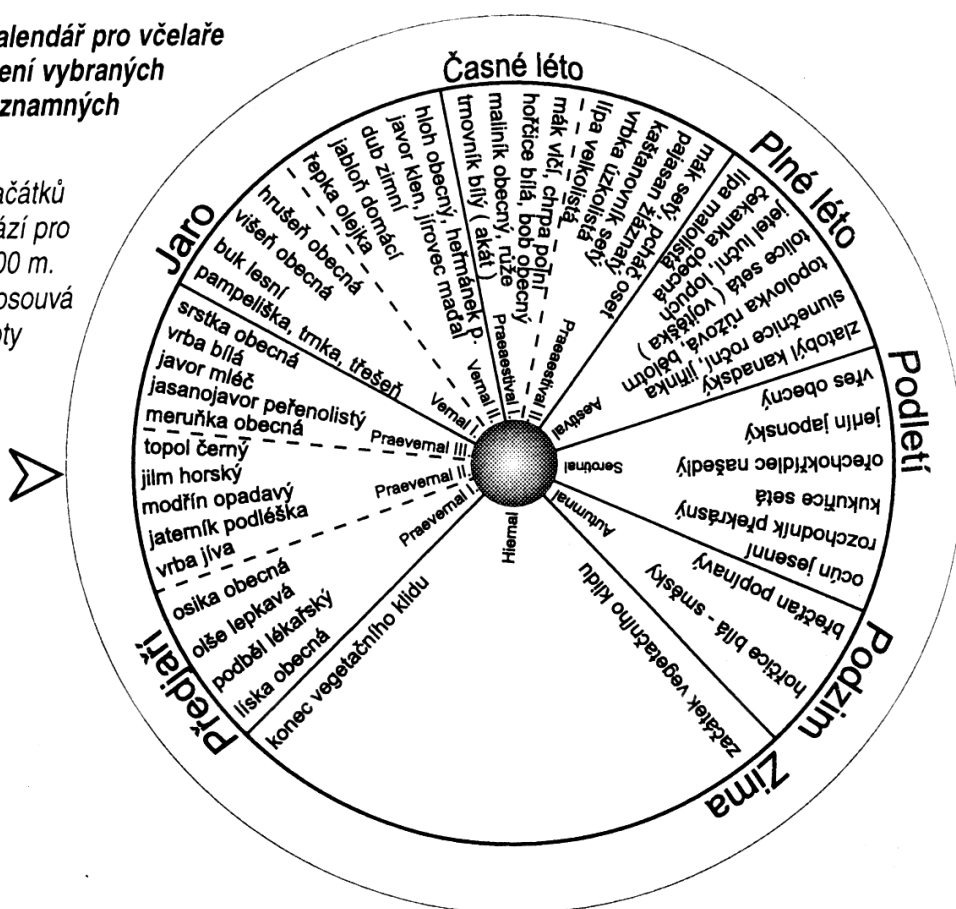 alendář pro včelaře
ení vybraných
znamných
ačátků
ází pro
00 m.
osouvá
oty
Předjaří
konec vegetačního klidu
líska obecná
podběl lékařský
olše lepkavá
osika obecná
Praevernal I.
vrba jíva
jaterník podléška
modřín opadavý
jilm horský
topol černý
Praevernal II.
meruňka obecná
jasanojavor peřenolistý
javor mléč
vrba bílá
srstka obecná
Praevernal III.
Jaro
pampeliška, trnka, třešeň
buk lesní
višeň obecná
hrušeň obecná
Vernal I.
řepka olejka
jabloň domácí
dub zimní
javor klen, jírovec maďal
hloh obecný, heřmánek p.
Vernal II.
Časné léto
trnovník bílý ( akát )
maliník obecný, růže
hořčice bílá, bob obecný
mák vlčí, chrpa polní
Praeaestival I
lípa velkolistá
vrbka úzkolistá
kaštanovník setý
pajasan žláznatý
mák setý, pcháč oset
Praeaestival II
Plné léto
lípa malolistá
čekanka obecná
jetel luční, lopuch
tolice setá ( vojtěška )
topolovka růžová, bělotrn
slunečnice roční, jiřinka
zlatobýl kanadský
Aestival
Podletí
vřes obecný
jerlín japonský
ořechokřídlec našedlý
kukuřice setá
rozchodník překrásný
ocún jesenní
Serotinal
Podzim
břečťan popínavý
hořčice bílá - směsky
začátek vegetačního klidu
Autumnal
Zima
Hiemal